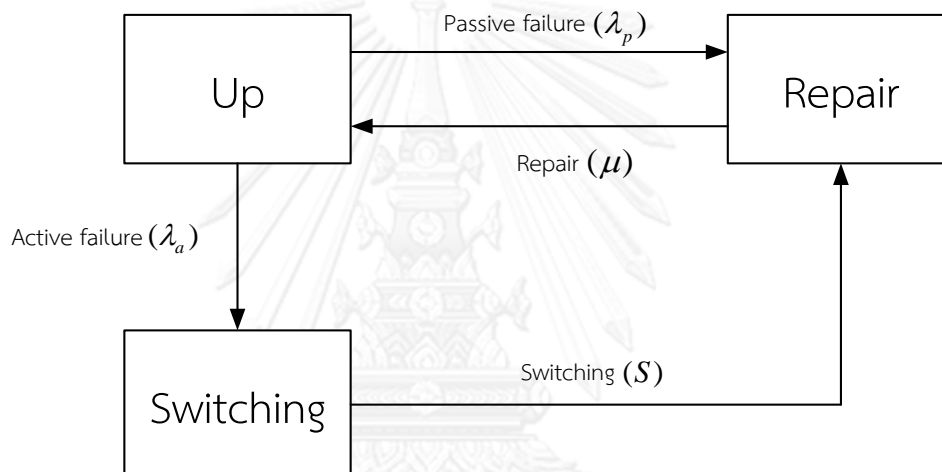 Passive failure (λp)
Up
Repair
Repair (μ)
Active failure (λa)
Switching (S)
Switching